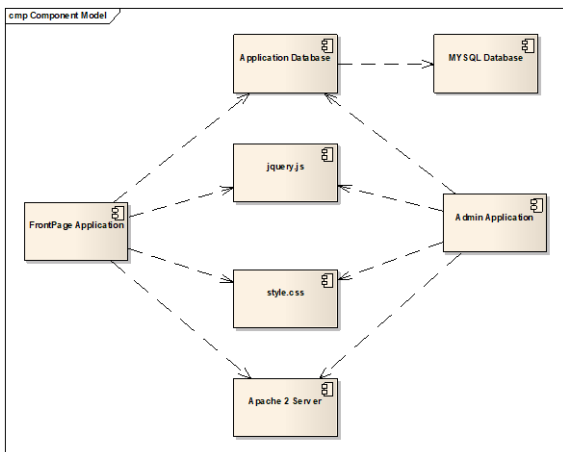 cmp Component Model
Application Database
MYSQL Database
jquery.js
FrontPage Application
Admin Application
style.css
Apache 2 Server